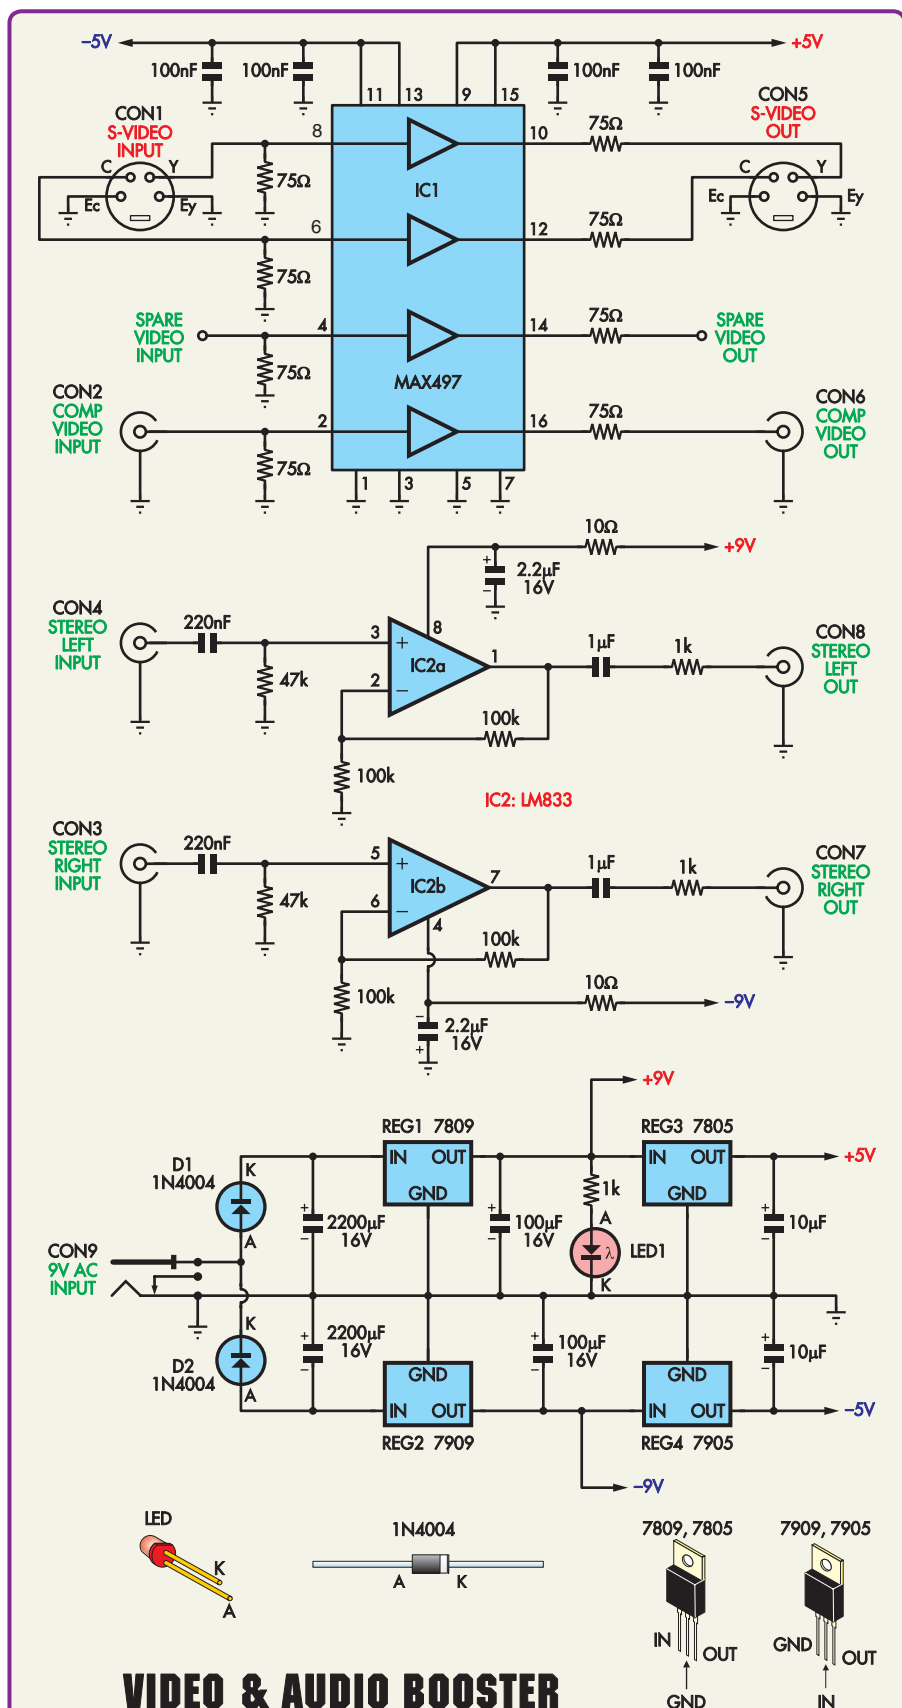 –5V
+5V
100nF
100nF
100nF
100nF
11
13
9
15
CON1
S-VIDEO
INPUT
CON5
S-VIDEO
OUT
8
10
75Ω
C
Y
75Ω
IC1
C
Y
Ec
Ey
Ec
Ey
6
12
75Ω
75Ω
SPARE
VIDEO
INPUT
4
14
75Ω
SPARE
VIDEO
OUT
75Ω
MAX497
CON2
COMP
VIDEO
INPUT
2
16
75Ω
CON6
COMP
VIDEO
OUT
75Ω
1
3
5
7
10Ω
+9V
+
–
2.2µF
16V
CON4
STEREO
LEFT
INPUT
220nF
3
+
8
IC2a
1
1µF
1k
CON8
STEREO
LEFT
OUT
47k
2
–
100k
100k
IC2: LM833
CON3
STEREO
RIGHT
INPUT
220nF
5
+
IC2b
7
1µF
1k
CON7
STEREO
RIGHT
OUT
47k
6
–
4
100k
100k
10Ω
–9V
–
+
2.2µF
16V
+9V
REG1 7809
REG3 7805
D1
1N4004
K
IN
OUT
GND
IN
OUT
GND
+5V
A
+
–
2200µF
16V
+
–
100µF
16V
1k
A
λ
LED1
K
+
–
10µF
CON9
9V AC
INPUT
K
D2
1N4004
A
+
–
2200µF
16V
+
–
100µF
16V
+
–
10µF
GND
IN
OUT
GND
IN
OUT
–5V
REG2 7909
REG4 7905
–9V
LED
K
A
1N4004
A
K
7809, 7805
IN
OUT
GND
7909, 7905
GND
OUT
IN
VIDEO & AUDIO BOOSTER